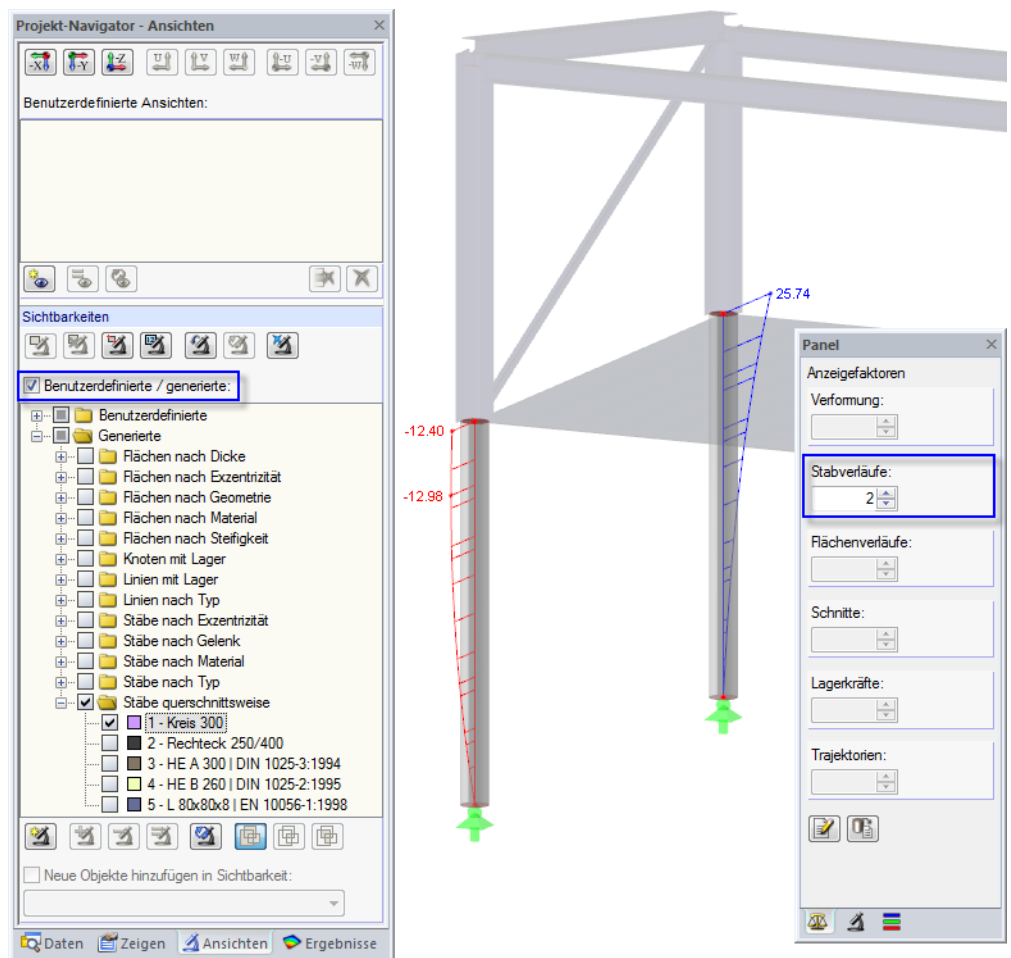 Projekt-Navigator - Ansichten
-X
-Y
-Z
U
V
W
-U
-V
-W
Benutzerdefinierte Ansichten:
Sichtbarkeiten
Benutzerdefinierte / generierte:
Benutzerdefinierte
Generierte
Flächen nach Dicke
Flächen nach Exzentrizität
Flächen nach Geometrie
Flächen nach Material
Flächen nach Steifigkeit
Knoten mit Lager
Linien mit Lager
Linien nach Typ
Stäbe nach Exzentrizität
Stäbe nach Gelenk
Stäbe nach Material
Stäbe nach Typ
Stäbe querschnittsweise
1 - Kreis 300
2 - Rechteck 250/400
3 - HE A 300 | DIN 1025-3:1994
4 - HE B 260 | DIN 1025-2:1995
5 - L 80x80x8 | EN 10056-1:1998
Neue Objekte hinzufügen in Sichtbarkeit:
Daten
Zeigen
Ansichten
Ergebnisse
25.74
-12.40
-12.98
Panel
Anzeigefaktoren
Verformung:
Stabverläufe:
2
Flächenverläufe:
Schnitte:
Lagerkräfte:
Trajektorien: